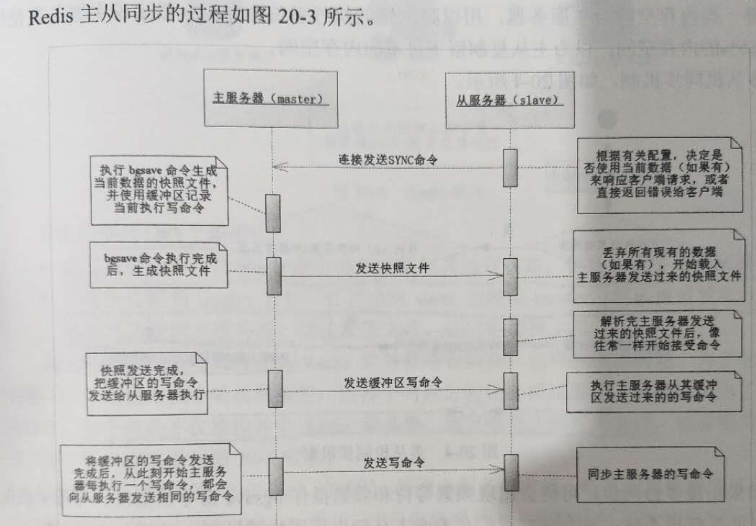 Redis 主从同步的过程如图 20-3 所示。
主服务器（master）
从服务器（slave）
连接发送SYNC命令
执行 bgsave 命令生成
当前数据的快照文件，
并使用缓冲区记录
当前执行写命令
根据有关配置，决定是
否使用当前数据（如果有）
来响应客户端请求，或者
直接返回错误给客户端
bgsave命令执行完成
后，生成快照文件
发送快照文件
丢弃所有现有的数据
（如果有），开始载入
主服务器发送过来的快照文件
解析完主服务器发送
过来的快照文件后，像
往常一样开始接受命令
快照发送完成，
把缓冲区的写命令
发送给从服务器执行
发送缓冲区写命令
执行主服务器从其缓冲
区发送过来的的写命令
将缓冲区的写命令发送
完成后，从此刻开始主服务
器每执行一个写命令，都会
向从服务器发送相同的写命令
发送写命令
同步主服务器的写命令